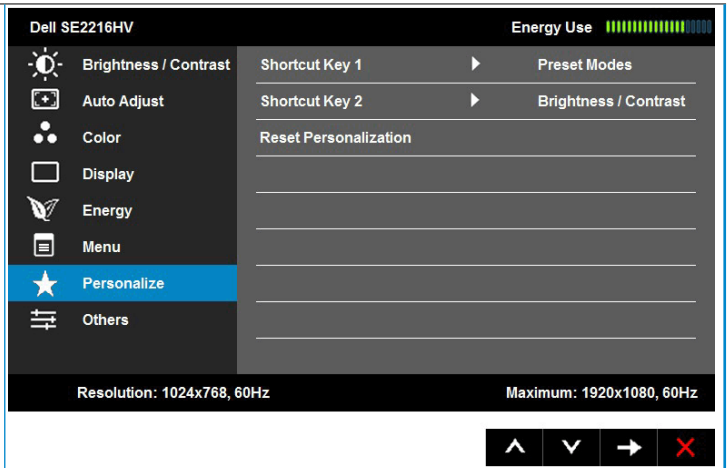 Dell SE2216HV Energy Use
Brightness / Contrast Shortcut Key 1 Preset Modes
Auto Adjust Shortcut Key 2 Brightness / Contrast
Color Reset Personalization
Display
Energy
Menu
Personalize
Others
Resolution: 1024x768, 60Hz Maximum: 1920x1080, 60Hz